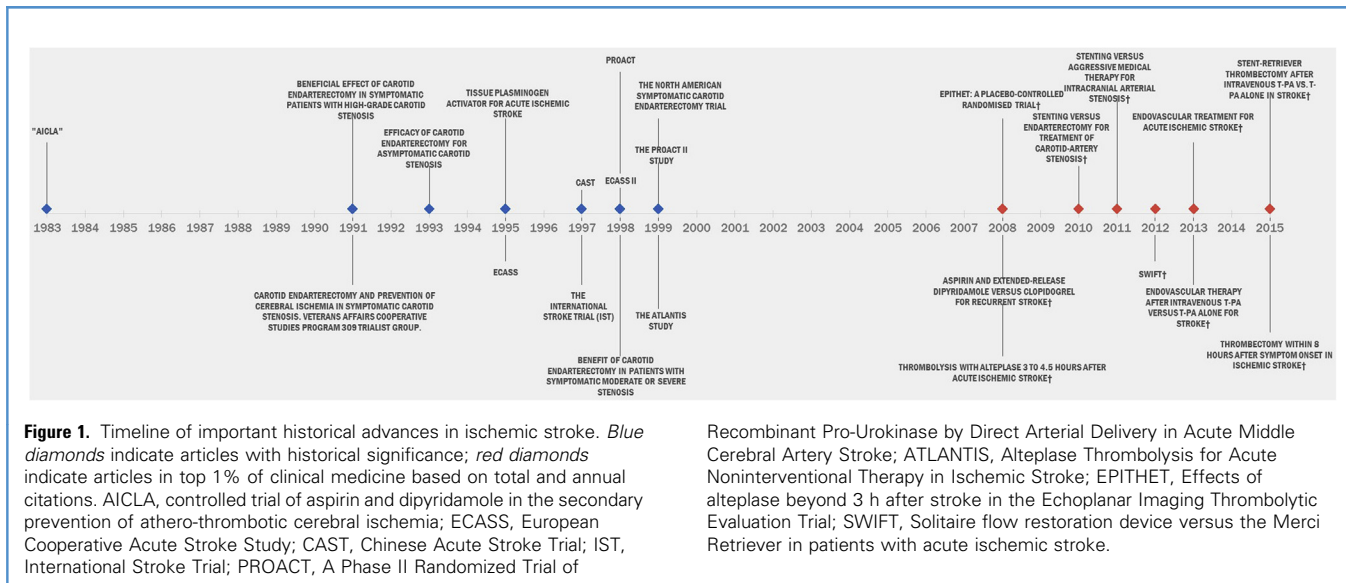 PROACT
STENTING VERSUS
AGGRESSIVE MEDICAL
THERAPY FOR
INTRACRANIAL ARTERIAL
STENOSIS†
STENT-RETRIEVER
THROMBECTOMY AFTER
INTRAVENOUS T-PA VS. T-
PA ALONE IN STROKE†
BENEFICIAL EFFECT OF CAROTID
ENDARTERECTOMY IN SYMPTOMATIC
PATIENTS WITH HIGH-GRADE CAROTID
STENOSIS
TISSUE PLASMINOGEN
ACTIVATOR FOR ACUTE ISCHEMIC
STROKE
THE NORTH AMERICAN
SYMPTOMATIC CAROTID
ENDARTERECTOMY TRIAL
EPITHET: A PLACEBO-CONTROLLED
RANDOMISED TRIAL†
STENTING VERSUS
ENDARTERECTOMY FOR
TREATMENT OF
CAROTID-ARTERY
STENOSIS†
ENDOVASCULAR TREATMENT FOR
ACUTE ISCHEMIC STROKE†
"AICLA"
EFFICACY OF CAROTID
ENDARTERECTOMY FOR
ASYMPTOMATIC CAROTID
STENOSIS
THE PROACT II
STUDY
CAST
ECASS II
1983 1984 1985 1986 1987 1988 1989 1990 1991 1992 1993 1994 1995 1996 1997 1998 1999 2000 2001 2002 2003 2004 2005 2006 2007 2008 2009 2010 2011 2012 2013 2014 2015
ECASS
SWIFT†
CAROTID ENDARTERECTOMY AND PREVENTION OF
CEREBRAL ISCHEMIA IN SYMPTOMATIC CAROTID
STENOSIS. VETERANS AFFAIRS COOPERATIVE
STUDIES PROGRAM 309 TRIALIST GROUP.
THE
INTERNATIONAL
STROKE TRIAL (IST)
THE ATLANTIS
STUDY
ASPIRIN AND EXTENDED-RELEASE
DIPYRIDAMOLE VERSUS CLOPIDOGREL
FOR RECURRENT STROKE†
ENDOVASCULAR THERAPY
AFTER INTRAVENOUS T-PA
VERSUS T-PA ALONE FOR
STROKE†
BENEFIT OF CAROTID
ENDARTERECTOMY IN PATIENTS WITH
SYMPTOMATIC MODERATE OR SEVERE
STENOSIS
THROMBOLYSIS WITH ALTEPLASE 3 TO 4.5 HOURS AFTER
ACUTE ISCHEMIC STROKE†
THROMBECTOMY WITHIN 8
HOURS AFTER SYMPTOM ONSET IN
ISCHEMIC STROKE†
Figure 1. Timeline of important historical advances in ischemic stroke. Blue
diamonds indicate articles with historical significance; red diamonds
indicate articles in top 1% of clinical medicine based on total and annual
citations. AICLA, controlled trial of aspirin and dipyridamole in the secondary
prevention of athero-thrombotic cerebral ischemia; ECASS, European
Cooperative Acute Stroke Study; CAST, Chinese Acute Stroke Trial; IST,
International Stroke Trial; PROACT, A Phase II Randomized Trial of
Recombinant Pro-Urokinase by Direct Arterial Delivery in Acute Middle
Cerebral Artery Stroke; ATLANTIS, Alteplase Thrombolysis for Acute
Noninterventional Therapy in Ischemic Stroke; EPITHET, Effects of
alteplase beyond 3 h after stroke in the Echoplanar Imaging Thrombolytic
Evaluation Trial; SWIFT, Solitaire flow restoration device versus the Merci
Retriever in patients with acute ischemic stroke.